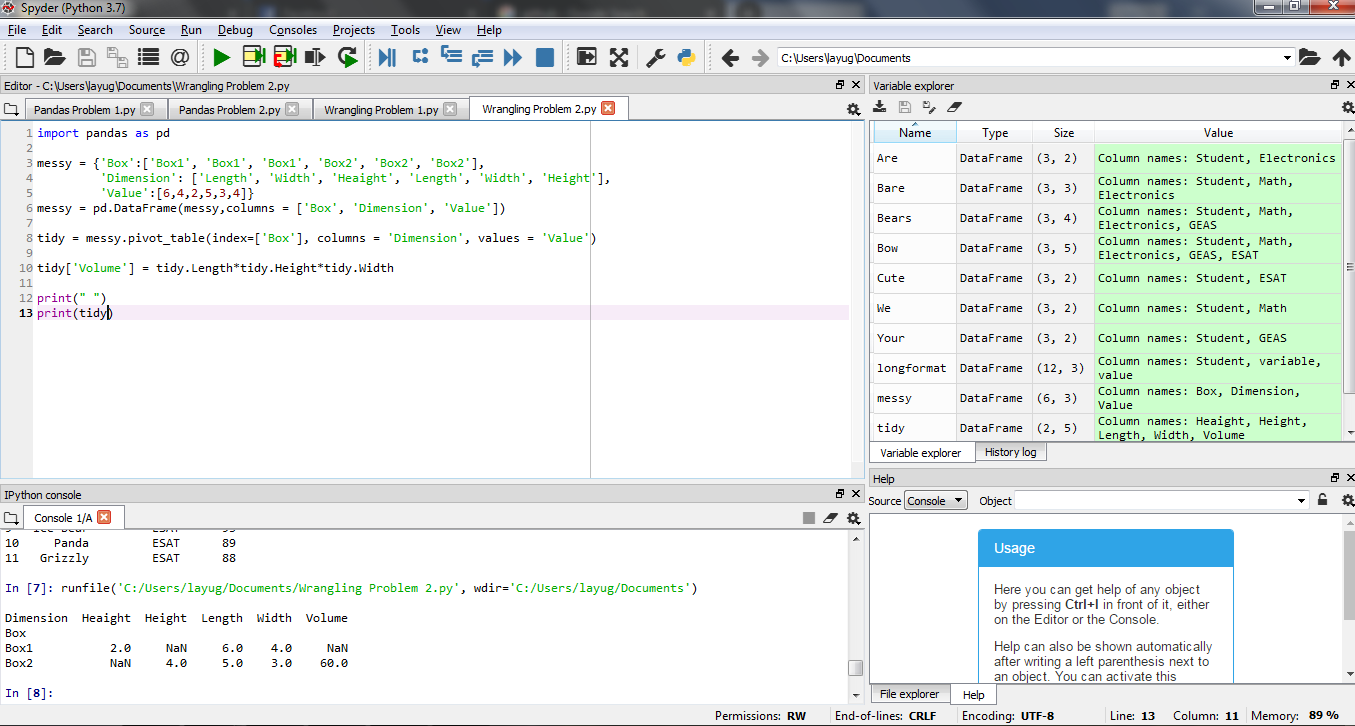 Spyder (Python 3.7)
File Edit Search Source Run Debug Consoles Projects Tools View Help
C:\Users\layug\Documents
Editor - C:\Users\layug\Documents\Wrangling Problem 2.py
Pandas Problem 1.py Pandas Problem 2.py Wrangling Problem 1.py Wrangling Problem 2.py
1 import pandas as pd
2
3 messy = {'Box':['Box1', 'Box1', 'Box1', 'Box2', 'Box2', 'Box2'],
4 'Dimension': ['Length', 'Width', 'Heaight', 'Length', 'Width', 'Height'],
5 'Value':[6,4,2,5,3,4]}
6 messy = pd.DataFrame(messy,columns = ['Box', 'Dimension', 'Value'])
7
8 tidy = messy.pivot_table(index=['Box'], columns = 'Dimension', values = 'Value')
9
10 tidy['Volume'] = tidy.Length*tidy.Height*tidy.Width
11
12 print(" ")
13 print(tidy)
Variable explorer
Name Type Size Value
Are DataFrame (3, 2) Column names: Student, Electronics
Bare DataFrame (3, 3) Column names: Student, Math,
Electronics
Bears DataFrame (3, 4) Column names: Student, Math,
Electronics, GEAS
Bow DataFrame (3, 5) Column names: Student, Math,
Electronics, GEAS, ESAT
Cute DataFrame (3, 2) Column names: Student, ESAT
We DataFrame (3, 2) Column names: Student, Math
Your DataFrame (3, 2) Column names: Student, GEAS
longformat DataFrame (12, 3) Column names: Student, variable,
value
messy DataFrame (6, 3) Column names: Box, Dimension,
Value
tidy DataFrame (2, 5) Column names: Heaight, Height,
Length, Width, Volume
Variable explorer History log
IPython console
Console 1/A
10 Panda ESAT 89
11 Grizzly ESAT 88
In [7]: runfile('C:/Users/layug/Documents/Wrangling Problem 2.py', wdir='C:/Users/layug/Documents')
Dimension Heaight Height Length Width Volume
Box
Box1 2.0 NaN 6.0 4.0 NaN
Box2 NaN 4.0 5.0 3.0 60.0
In [8]:
Help
Source Console Object
Usage
Here you can get help of any object
by pressing Ctrl+I in front of it, either
on the Editor or the Console.
Help can also be shown automatically
after writing a left parenthesis next to
an object. You can activate this
File explorer Help
Permissions: RW End-of-lines: CRLF Encoding: UTF-8 Line: 13 Column: 11 Memory: 89 %